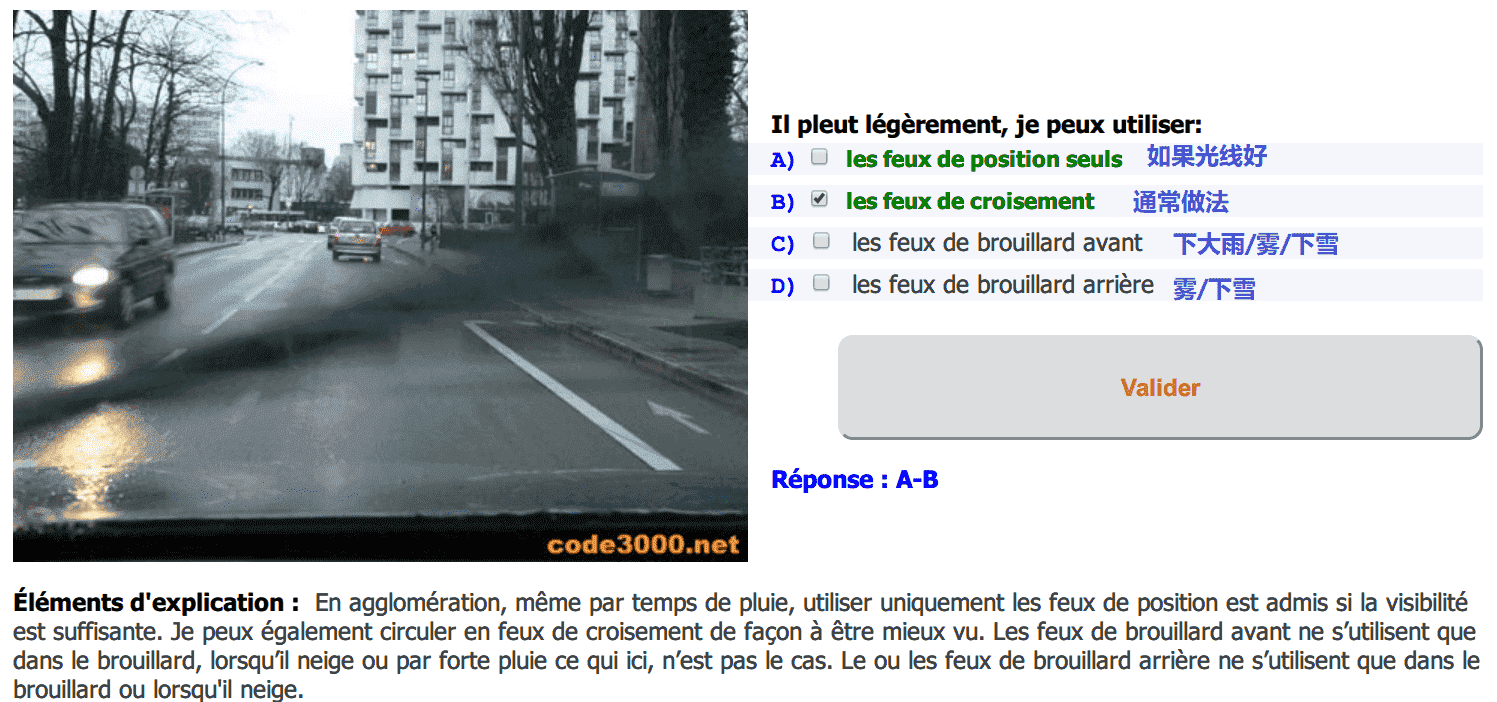 Il pleut légèrement, je peux utiliser:
A) les feux de position seuls 如果光线好
B) les feux de croisement 通常做法
C) les feux de brouillard avant 下大雨/雾/下雪
D) les feux de brouillard arrière 雾/下雪
Valider
Réponse : A-B
code3000.net
Éléments d'explication : En agglomération, même par temps de pluie, utiliser uniquement les feux de position est admis si la visibilité
est suffisante. Je peux également circuler en feux de croisement de façon à être mieux vu. Les feux de brouillard avant ne s’utilisent que
dans le brouillard, lorsqu’il neige ou par forte pluie ce qui ici, n’est pas le cas. Le ou les feux de brouillard arrière ne s’utilisent que dans le
brouillard ou lorsqu'il neige.